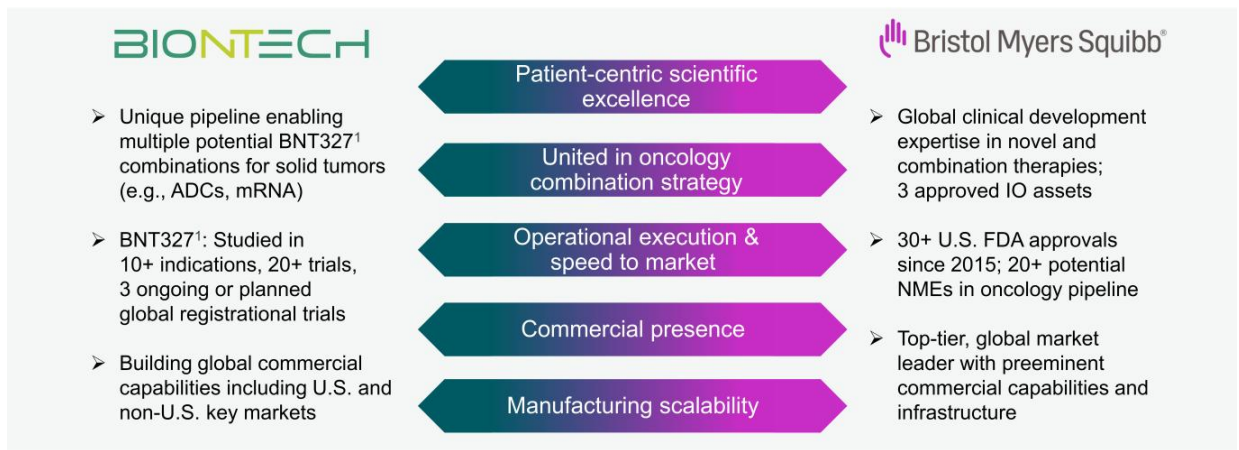 BIONTECH
➢ Unique pipeline enabling
multiple potential BNT327¹
combinations for solid tumors
(e.g., ADCs, mRNA)
➢ BNT327¹: Studied in
10+ indications, 20+ trials,
3 ongoing or planned
global registrational trials
➢ Building global commercial
capabilities including U.S. and
non-U.S. key markets
Patient-centric scientific
excellence
United in oncology
combination strategy
Operational execution &
speed to market
Commercial presence
Manufacturing scalability
Bristol Myers Squibb®
➢ Global clinical development
expertise in novel and
combination therapies;
3 approved IO assets
➢ 30+ U.S. FDA approvals
since 2015; 20+ potential
NMEs in oncology pipeline
➢ Top-tier, global market
leader with preeminent
commercial capabilities and
infrastructure